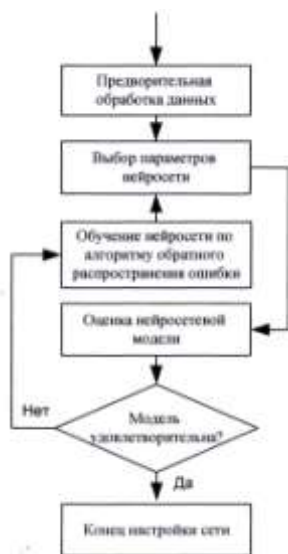 Предворительная
обработка данных
Выбор параметров
нейросети
Обучение нейросети по
алгоритму обратного
распространения ошибки
Оценка нейросетевой
модели
Модель
удовлетворительна?
Нет
Да
Конец настройки сети